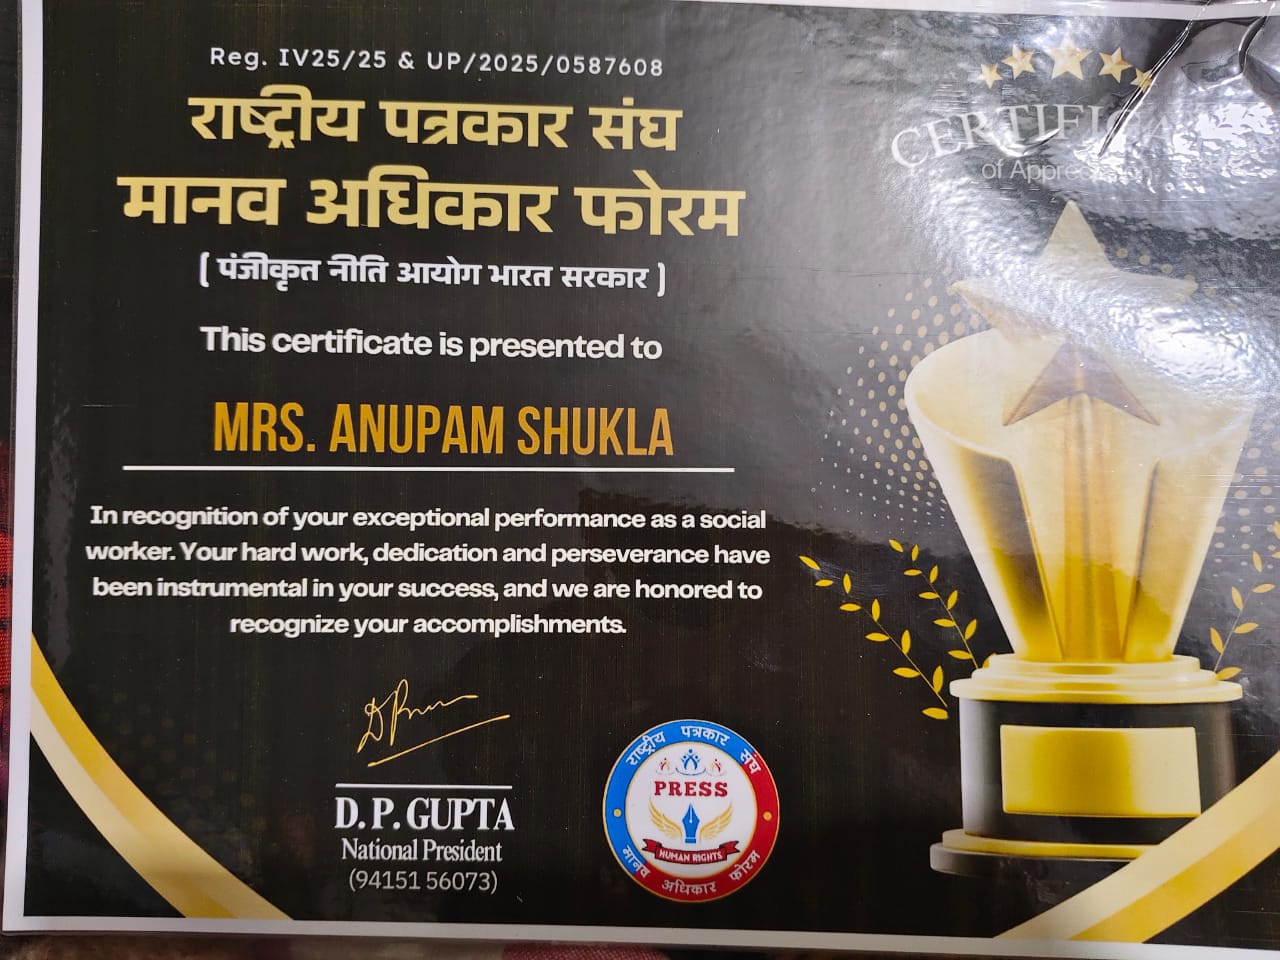 Reg. IV25/25 & UP/2025/0587608
राष्ट्रीय पत्रकार संघ
मानव अधिकार फोरम
( पंजीकृत नीति आयोग भारत सरकार )
This certificate is presented to
MRS. ANUPAM SHUKLA
In recognition of your exceptional performance as a social
worker. Your hard work, dedication and perseverance have
been instrumental in your success, and we are honored to
recognize your accomplishments.
D. P. GUPTA
National President
(94151 56073)
राष्ट्रीय पत्रकार संघ
PRESS
HUMAN RIGHTS
मानव अधिकार फोरम
of